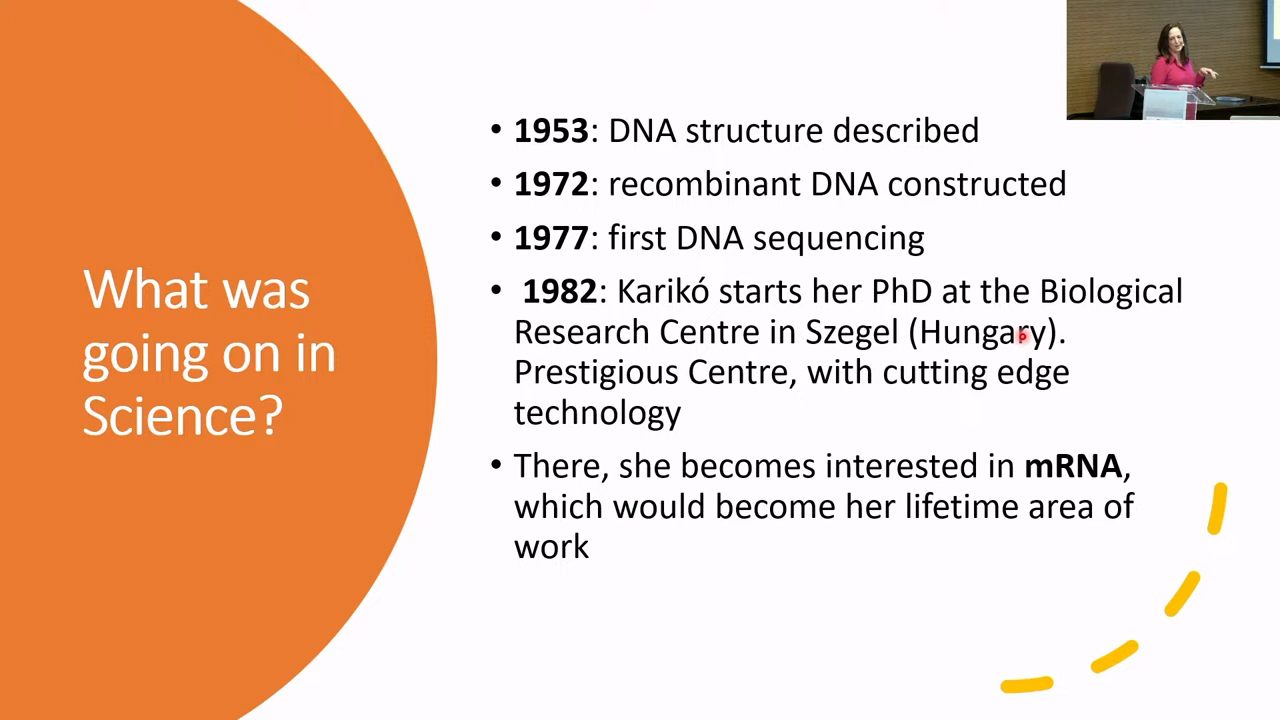 What was
going on in
Science?
• 1953: DNA structure described
• 1972: recombinant DNA constructed
• 1977: first DNA sequencing
• 1982: Karikó starts her PhD at the Biological
Research Centre in Szegel (Hungary).
Prestigious Centre, with cutting edge
technology
• There, she becomes interested in mRNA,
which would become her lifetime area of
work